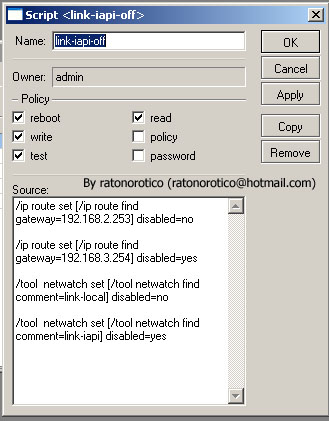 Script <link-iapi-off>
Name: link-iapi-off
OK
Owner: admin
Cancel
Policy
Apply
reboot read
write policy
Copy
test password
Remove
Source:
By ratonorotico (ratonorotico@hotmail.com)
/ip route set [/ip route find
gateway=192.168.2.253] disabled=no
/ip route set [/ip route find
gateway=192.168.3.254] disabled=yes
/tool  netwatch set [/tool netwatch find
comment=link-local] disabled=no
/tool  netwatch set [/tool netwatch find
comment=link-iapi] disabled=yes